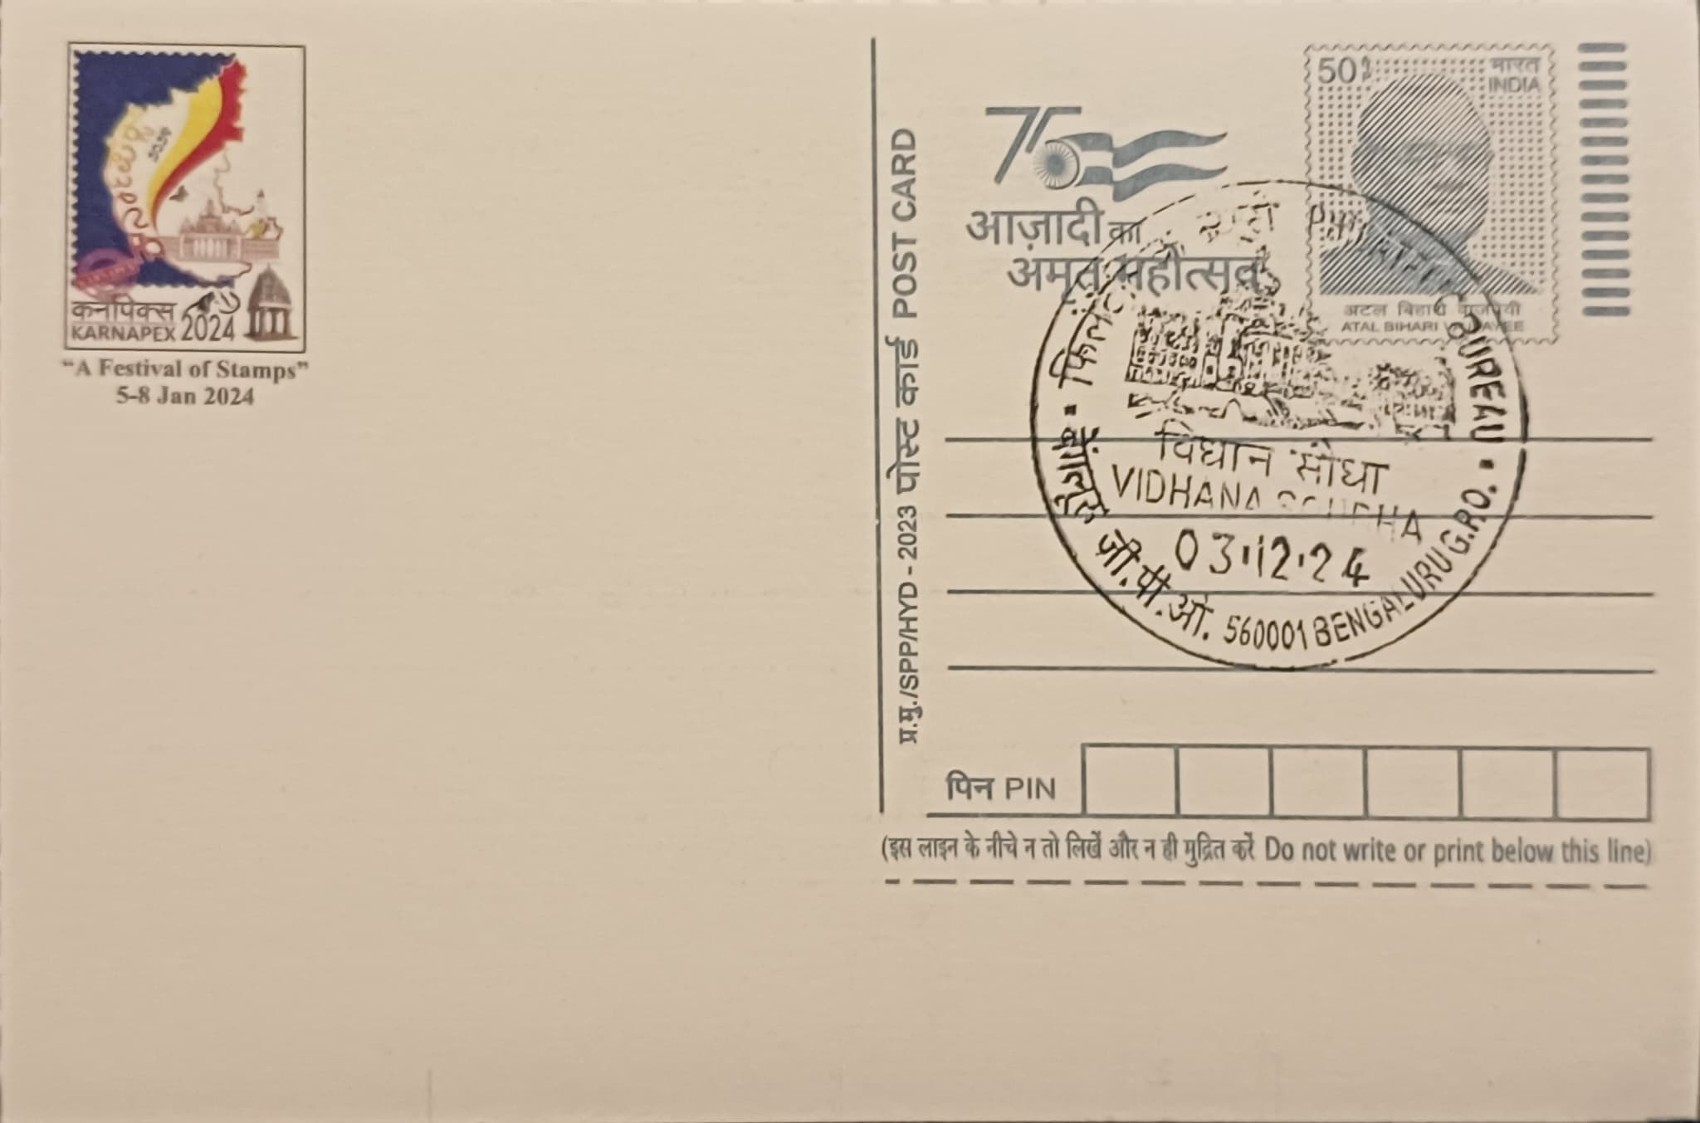 कर्नापेक्स
KARNAPEX 2024
“A Festival of Stamps”
5-8 Jan 2024
प्र.मु./SPP/HYD - 2023 पोस्ट कार्ड POST CARD
75
आज़ादी का
अमृत महोत्सव
50
भारत
INDIA
अटल बिहारी वाजपेयी
ATAL BIHARI VAJPAYEE
BUREAU
विधान सौधा
VIDHANA SOUDHA
03.12.24
बेंगलूरु जी.पी.ओ. 560001 BENGALURU G.P.O.
पिन PIN
(इस लाइन के नीचे न तो लिखें और न ही मुद्रित करें Do not write or print below this line)